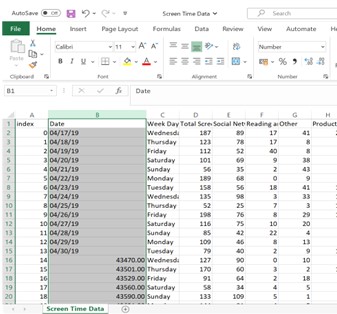 AutoSave Off Screen Time Data Search
File Home Insert Page Layout Formulas Data Review View Automate He
Paste Calibri 11 A A Number
B I U A $ % 9
Clipboard Font Alignment Number
B1 Date
A B C D E F G H
1 index Date Week Day Total Scree Social Netw Reading an Other Product
2 0 04/17/19 Wednesda 187 89 17 41
3 1 04/18/19 Thursday 123 78 17 8
4 2 04/19/19 Friday 112 52 40 8
5 3 04/20/19 Saturday 101 69 9 38
6 4 04/21/19 Sunday 56 35 2 43
7 5 04/22/19 Monday 189 68 0 9
8 6 04/23/19 Tuesday 158 56 18 41
9 7 04/24/19 Wednesda 135 98 3 33
10 8 04/25/19 Thursday 52 25 7 3
11 9 04/26/19 Friday 198 76 8 29
12 10 04/27/19 Saturday 116 75 10 20
13 11 04/28/19 Sunday 85 42 22 4
14 12 04/29/19 Monday 109 46 8 13
15 13 04/30/19 Tuesday 79 40 2 9
16 14 43470.00 Wednesda 127 90 0 10
17 15 43501.00 Thursday 170 60 3 2
18 16 43529.00 Friday 91 64 2 18
19 17 43560.00 Saturday 58 34 4 5
20 18 43590.00 Sunday 133 109 5 1
Screen Time Data